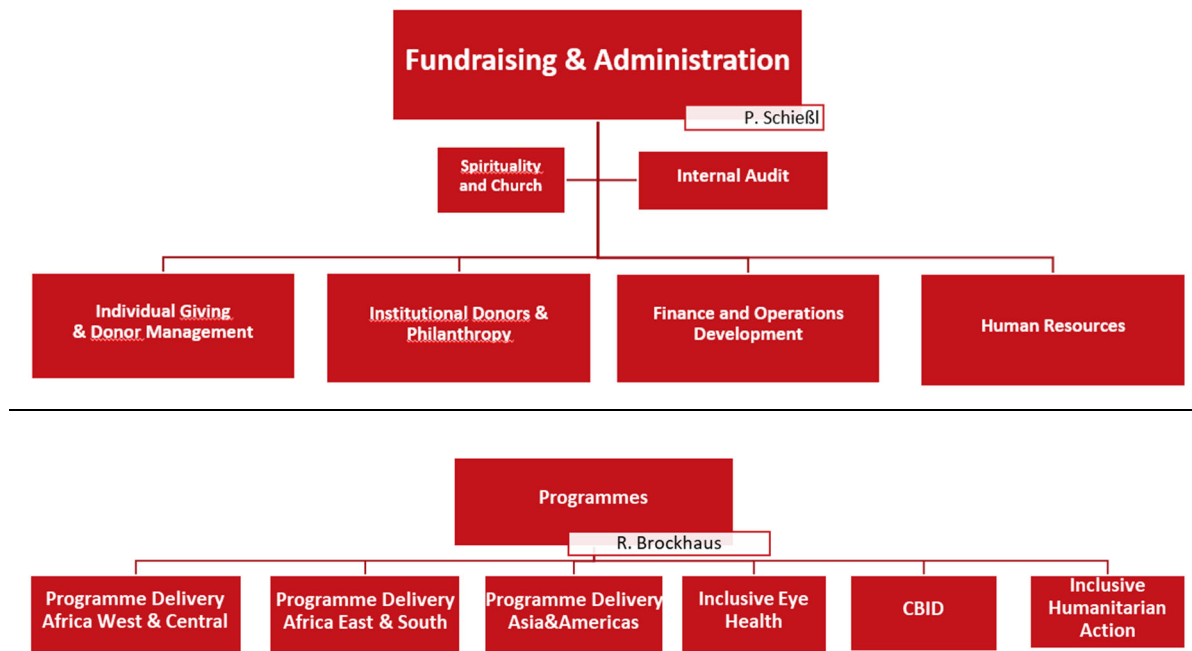 Fundraising & Administration
P. Schießl
Spirituality
and Church
Internal Audit
Individual Giving
& Donor Management
Institutional Donors &
Philanthropy
Finance and Operations
Development
Human Resources
Programmes
R. Brockhaus
Programme Delivery
Africa West & Central
Programme Delivery
Africa East & South
Programme Delivery
Asia&Americas
Inclusive Eye
Health
CBID
Inclusive
Humanitarian
Action